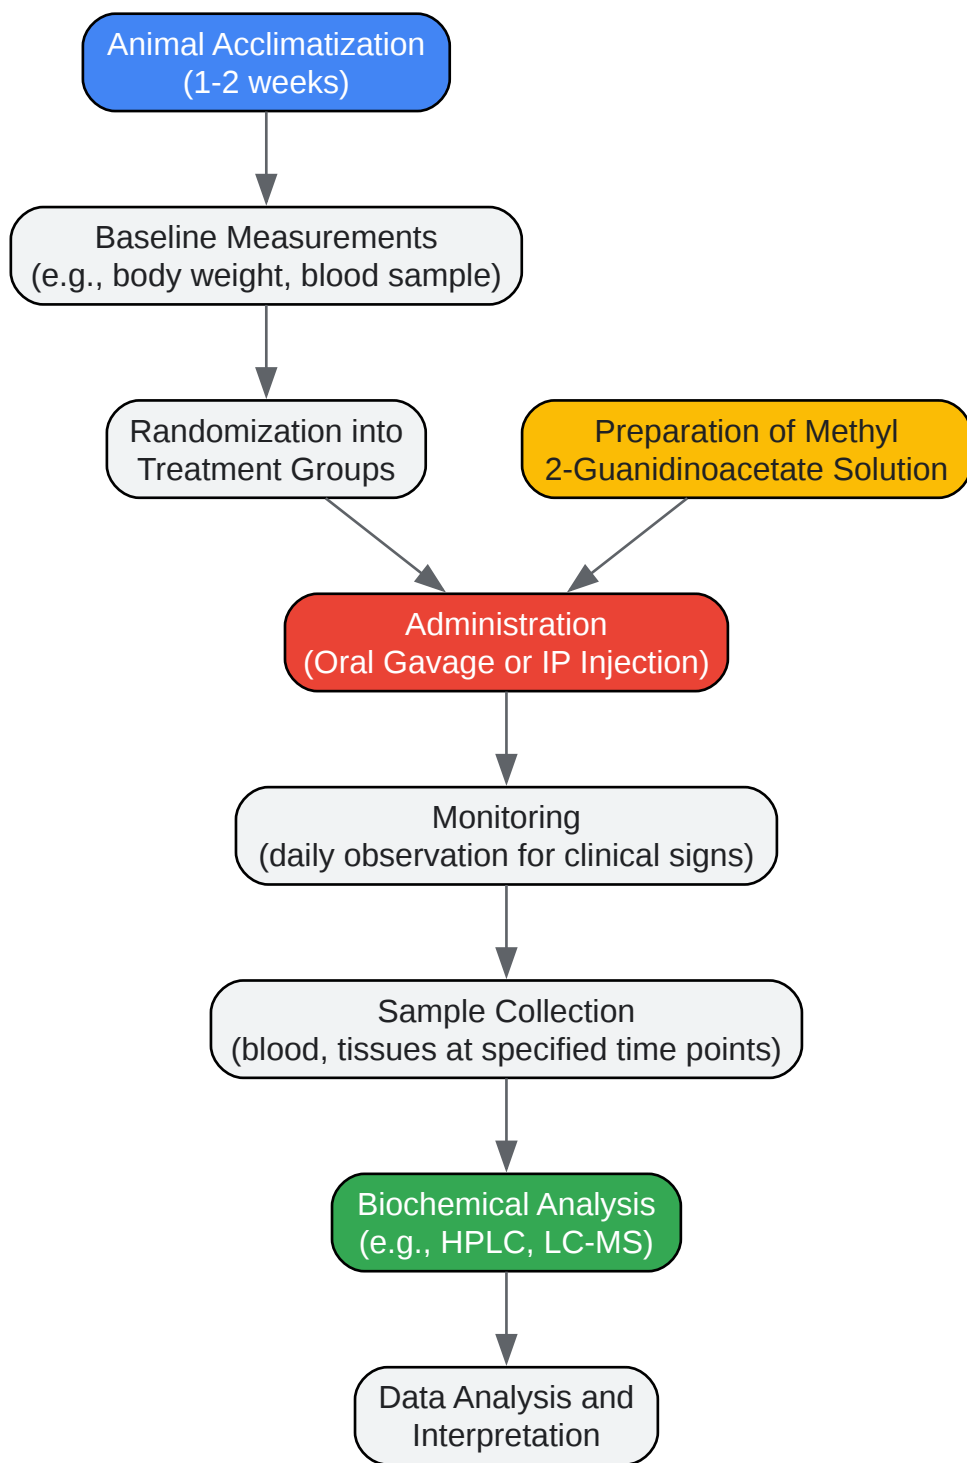 Animal Acclimatization
(1-2 weeks)
Baseline Measurements
(e.g., body weight, blood sample)
Randomization into
Treatment Groups
Preparation of Methyl
2-Guanidinoacetate Solution
Administration
(Oral Gavage or IP Injection)
Monitoring
(daily observation for clinical signs)
Sample Collection
(blood, tissues at specified time points)
Biochemical Analysis
(e.g., HPLC, LC-MS)
Data Analysis and
Interpretation